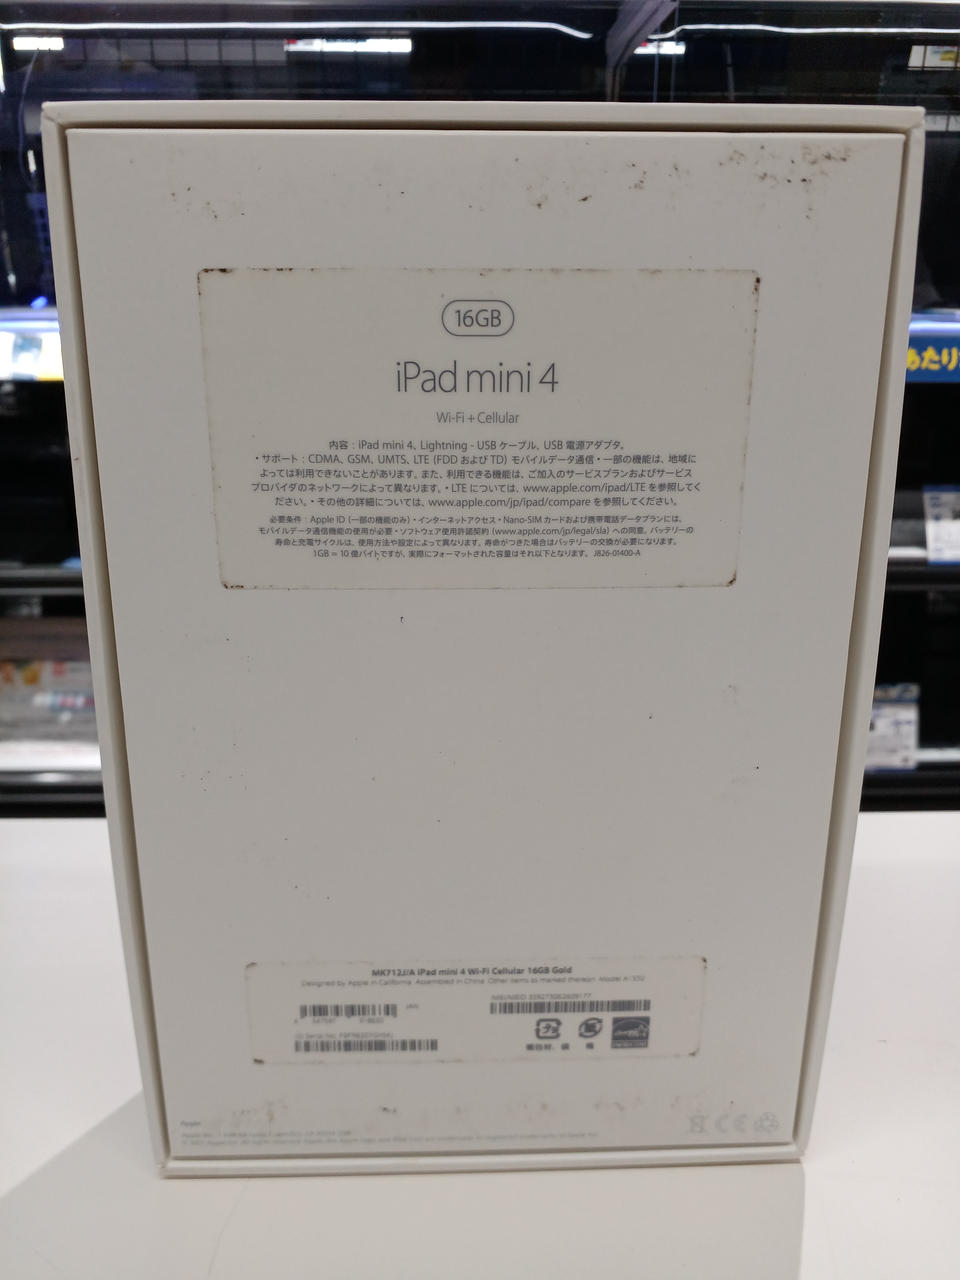 16GB
iPad mini 4
Wi-Fi + Cellular
内容：iPad mini 4、Lightning - USB ケーブル、USB 電源アダプタ。
・サポート：CDMA、GSM、UMTS、LTE (FDD および TD) モバイルデータ通信・一部の機能は、地域に
よっては利用できないことがあります。また、利用できる機能は、ご加入のサービスプランおよびサービス
プロバイダのネットワークによって異なります。・LTE については、www.apple.com/ipad/LTE を参照してく
ださい。・その他の詳細については、www.apple.com/jp/ipad/compare を参照してください。
必要条件：Apple ID (一部の機能のみ)・インターネットアクセス・Nano-SIM カードおよび携帯電話データプランには、
モバイルデータ通信機能の使用が必要・ソフトウェア使用許諾契約 (www.apple.com/jp/legal/sla) への同意。バッテリーの
寿命と充電サイクルは、使用方法や設定によって異なります。寿命がつきた場合はバッテリーの交換が必要になります。
1GB = 10 億バイトですが、実際にフォーマットされた容量はそれ以下となります。 J826-01400-A
あたり
MK712J/A iPad mini 4 Wi-Fi Cellular 16GB Gold
Designed by Apple in California Assembled in China Other items as marked thereon Model A1550
JAN
Apple